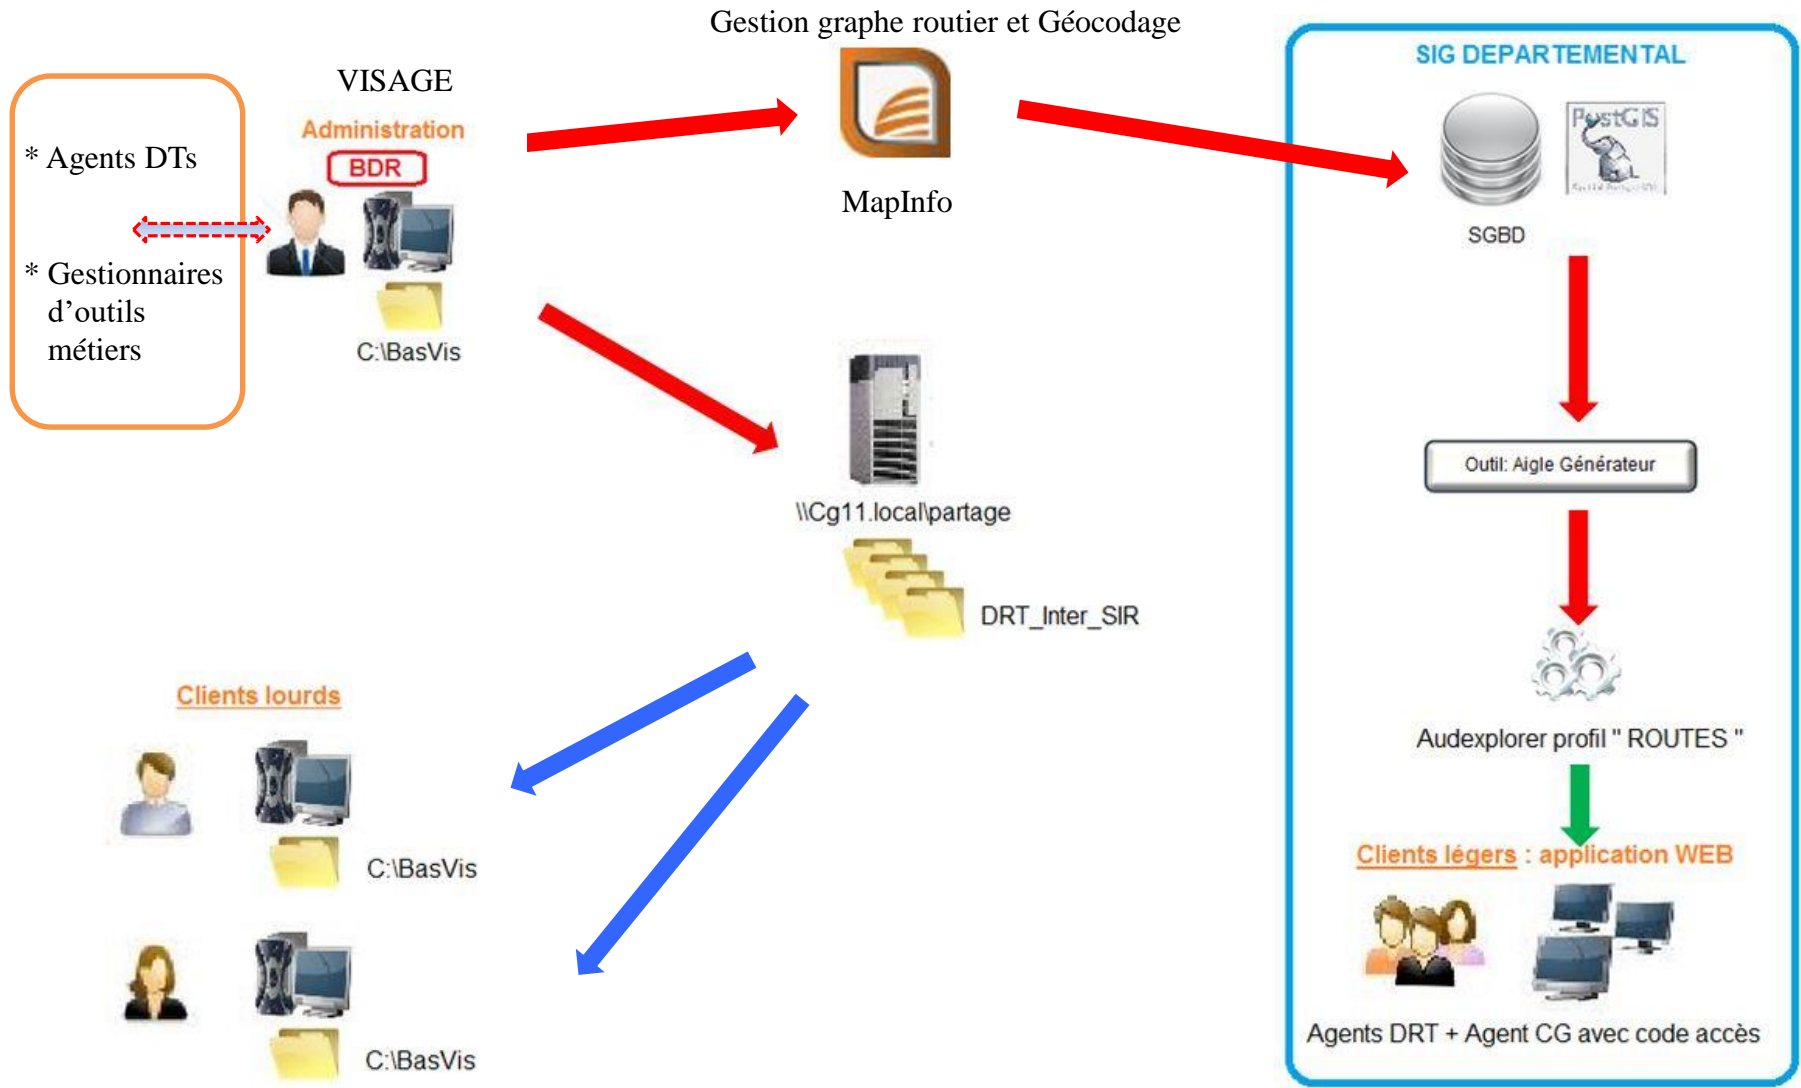 Gestion graphe routier et Géocodage
VISAGE
Administration
BDR
* Agents DTs
* Gestionnaires
d’outils
métiers
C:\BasVis
MapInfo
\\Cg11.local\partage
DRT_Inter_SIR
Clients lourds
C:\BasVis
C:\BasVis
SIG DEPARTEMENTAL
PostGIS
SGBD
Outil: Aigle Générateur
Audexplorer profil " ROUTES "
Clients légers : application WEB
Agents DRT + Agent CG avec code accès